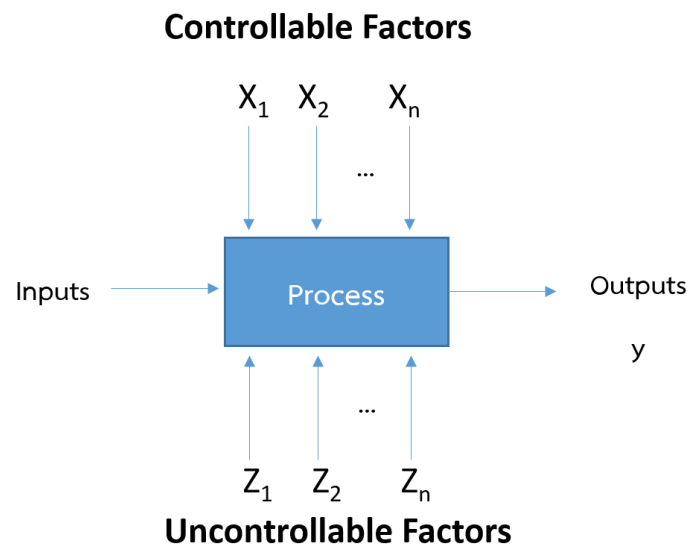 Controllable Factors
X1 X2 Xn
...
Inputs Process Outputs
y
...
Z1 Z2 Zn
Uncontrollable Factors